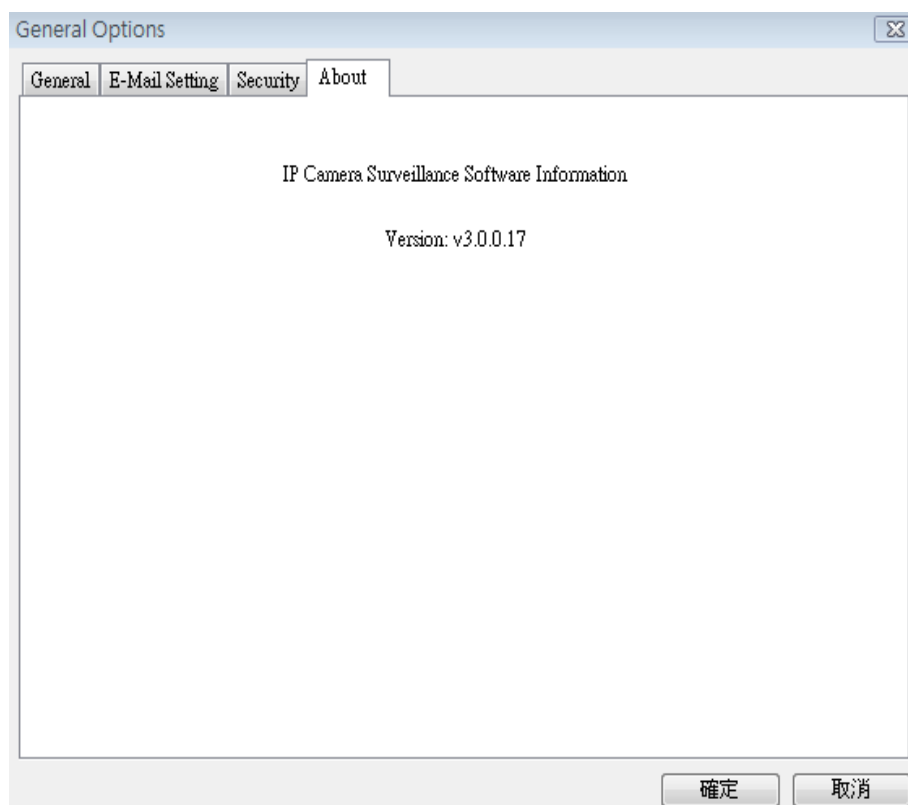 General Options
General E-Mail Setting Security About
IP Camera Surveillance Software Information
Version: v3.0.0.17
確定 取消